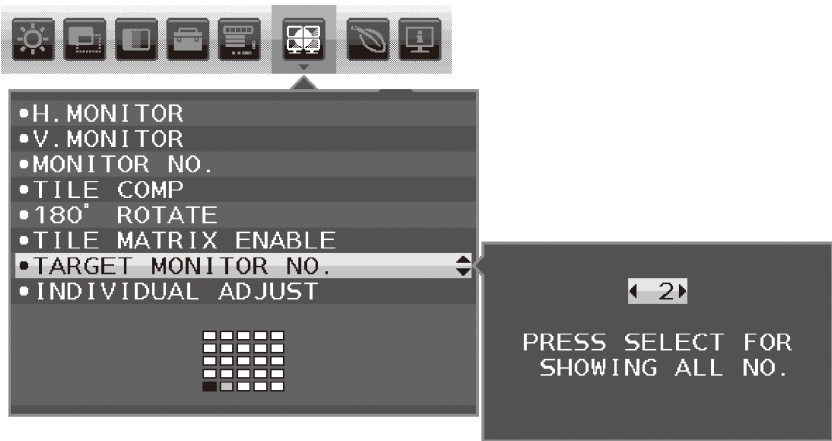 •H.MONITOR
•V.MONITOR
•MONITOR NO.
•TILE COMP
•180° ROTATE
•TILE MATRIX ENABLE
•TARGET MONITOR NO.
•INDIVIDUAL ADJUST
2
PRESS SELECT FOR
SHOWING ALL NO.